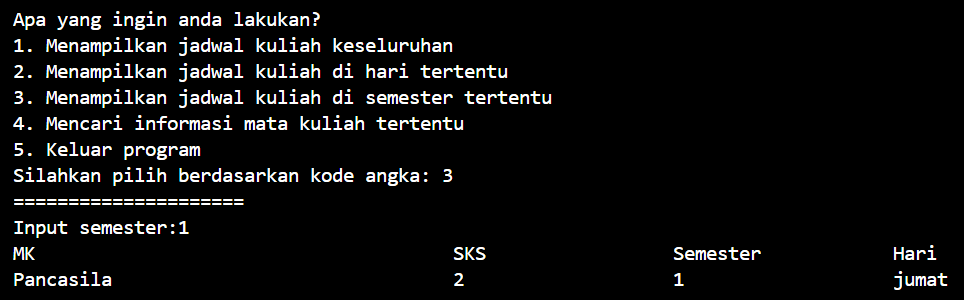 Apa yang ingin anda lakukan?
1. Menampilkan jadwal kuliah keseluruhan
2. Menampilkan jadwal kuliah di hari tertentu
3. Menampilkan jadwal kuliah di semester tertentu
4. Mencari informasi mata kuliah tertentu
5. Keluar program
Silahkan pilih berdasarkan kode angka: 3
=====================
Input semester:1
MK SKS Semester Hari
Pancasila 2 1 jumat